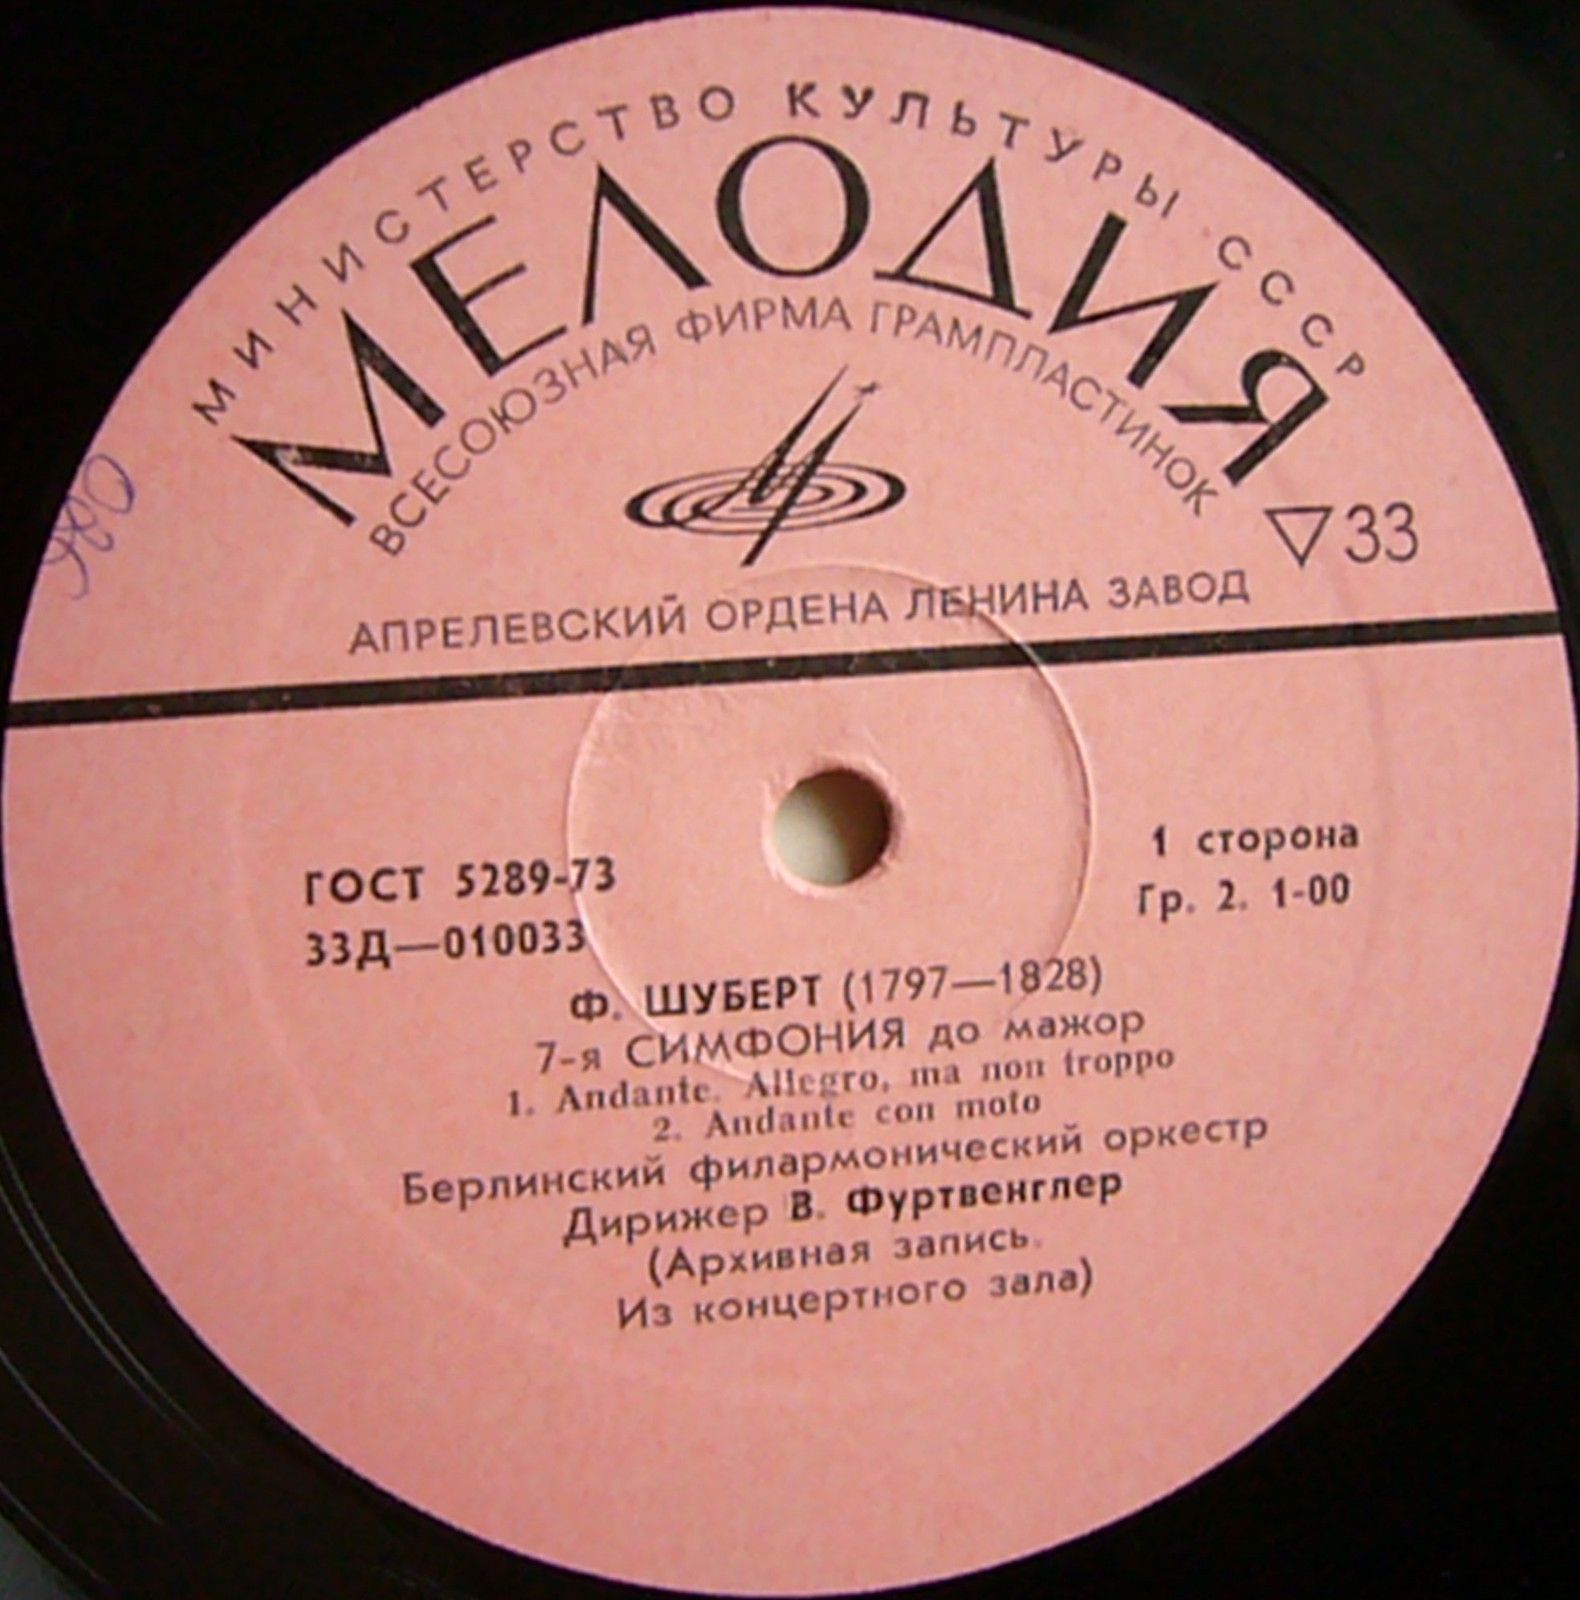 МИНИСТЕРСТВО КУЛЬТУРЫ СССР
МЕЛОДИЯ
ВСЕСОЮЗНАЯ ФИРМА ГРАМПЛАСТИНОК
▽33
АПРЕЛЕВСКИЙ ОРДЕНА ЛЕНИНА ЗАВОД
ГОСТ 5289-73
33Д—010033
1 сторона
Гр. 2. 1-00
Ф. ШУБЕРТ (1797—1828)
7-я СИМФОНИЯ до мажор
1. Andante. Allegro, ma non troppo
2. Andante con moto
Берлинский филармонический оркестр
Дирижер В. Фуртвенглер
(Архивная запись.
Из концертного зала)